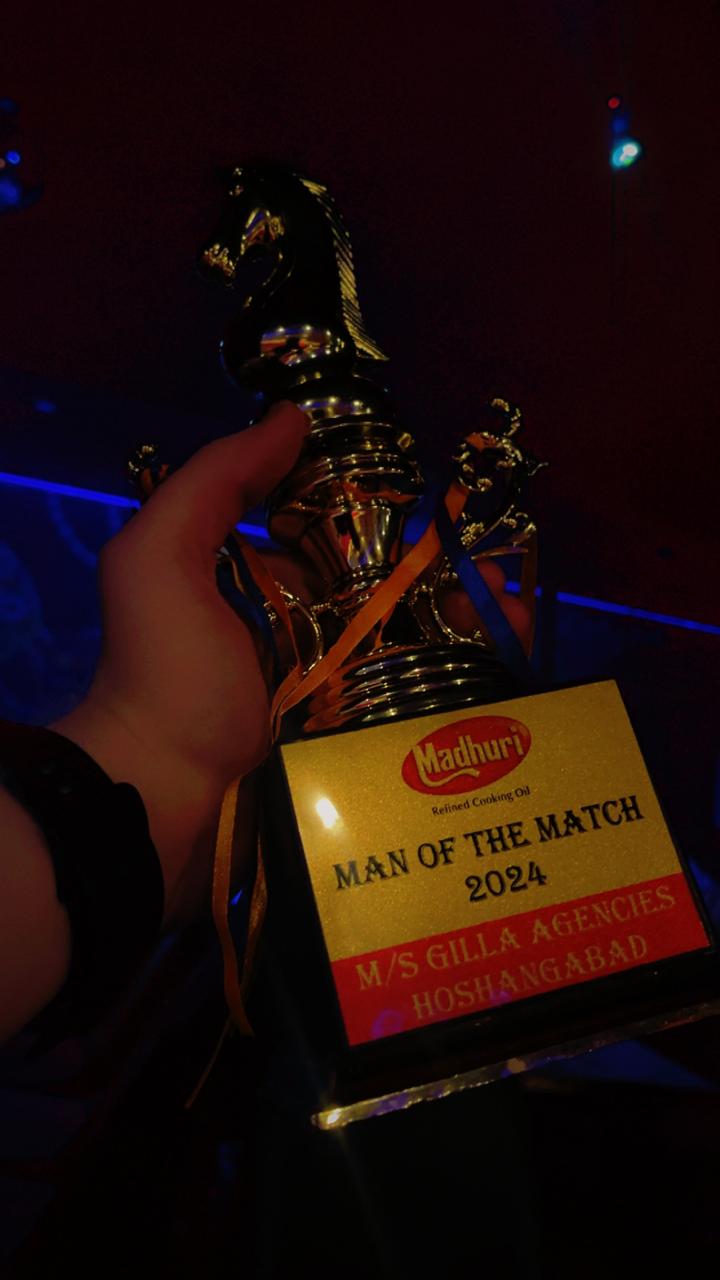 Madhuri
Refined Cooking Oil
MAN OF THE MATCH
2024
M/S GILLA AGENCIES
HOSHANGABAD